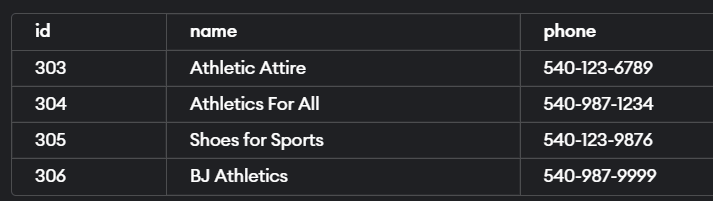 id name phone
303 Athletic Attire 540-123-6789
304 Athletics For All 540-987-1234
305 Shoes for Sports 540-123-9876
306 BJ Athletics 540-987-9999